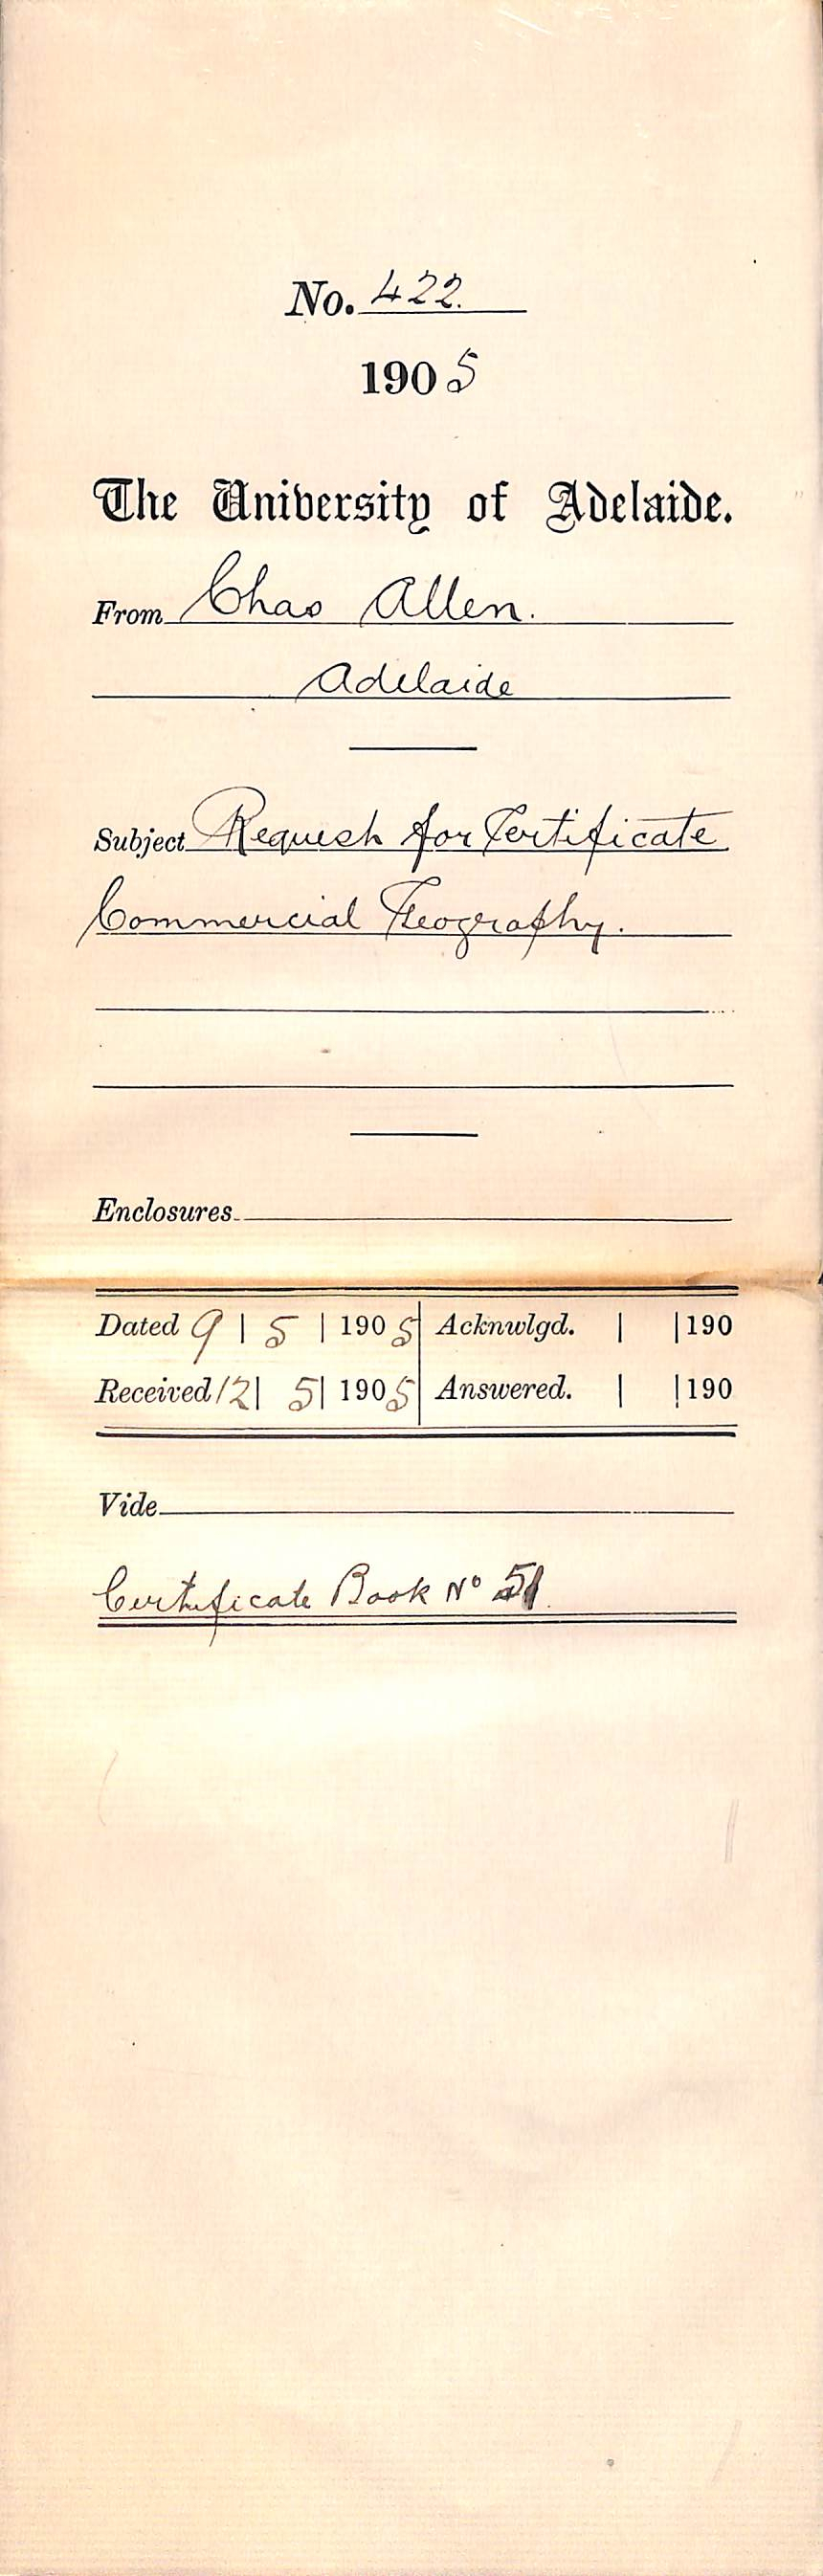 No. 422.
1905
The University of Adelaide.
From Chas Allen.
Adelaide
Subject Request for Certificate
Commercial Geography.
Enclosures
Dated 9 | 5 | 1905 Acknwlgd. | | 190
Received 12 | 5 | 1905 Answered. | | 190
Vide
Certificate Book No 51.